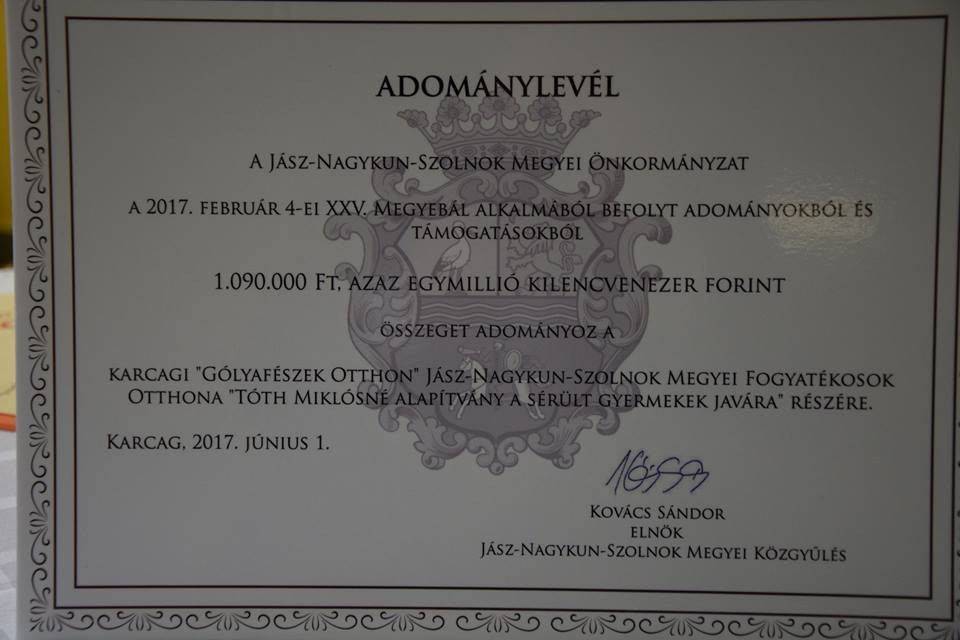 ADOMÁNYLEVÉL
A JÁSZ-NAGYKUN-SZOLNOK MEGYEI ÖNKORMÁNYZAT
A 2017. FEBRUÁR 4-EI XXV. MEGYEBÁL ALKALMÁBÓL BEFOLYT ADOMÁNYOKBÓL ÉS
TÁMOGATÁSOKBÓL
1.090.000 FT, AZAZ EGYMILLIÓ KILENCVENEZER FORINT
ÖSSZEGET ADOMÁNYOZ A
KARCAGI "GÓLYAFÉSZEK OTTHON" JÁSZ-NAGYKUN-SZOLNOK MEGYEI FOGYATÉKOSOK
OTTHONA "TÓTH MIKLÓSNÉ ALAPÍTVÁNY A SÉRÜLT GYERMEKEK JAVÁRA" RÉSZÉRE.
KARCAG, 2017. JÚNIUS 1.
KOVÁCS SÁNDOR
ELNÖK
JÁSZ-NAGYKUN-SZOLNOK MEGYEI KÖZGYŰLÉS